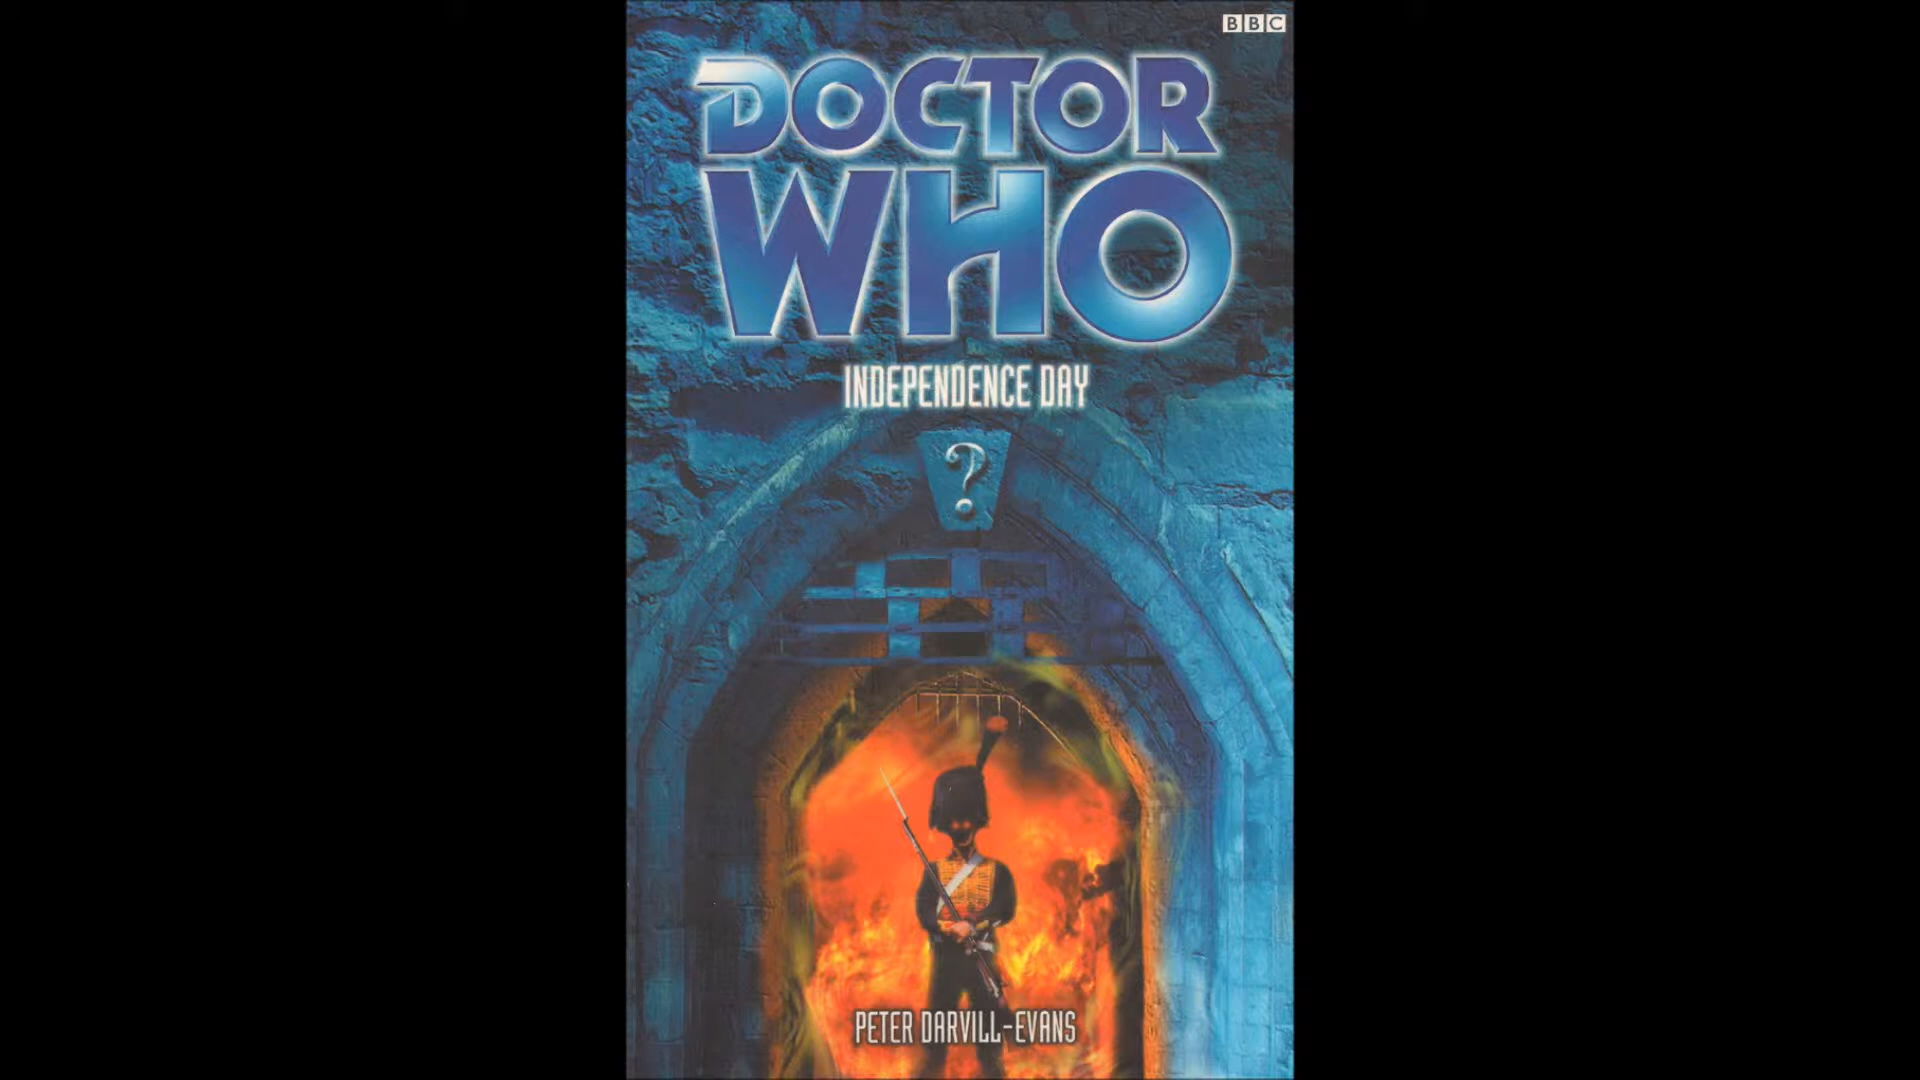 BBC
DOCTOR
WHO
INDEPENDENCE DAY
?
PETER DARVILL-EVANS